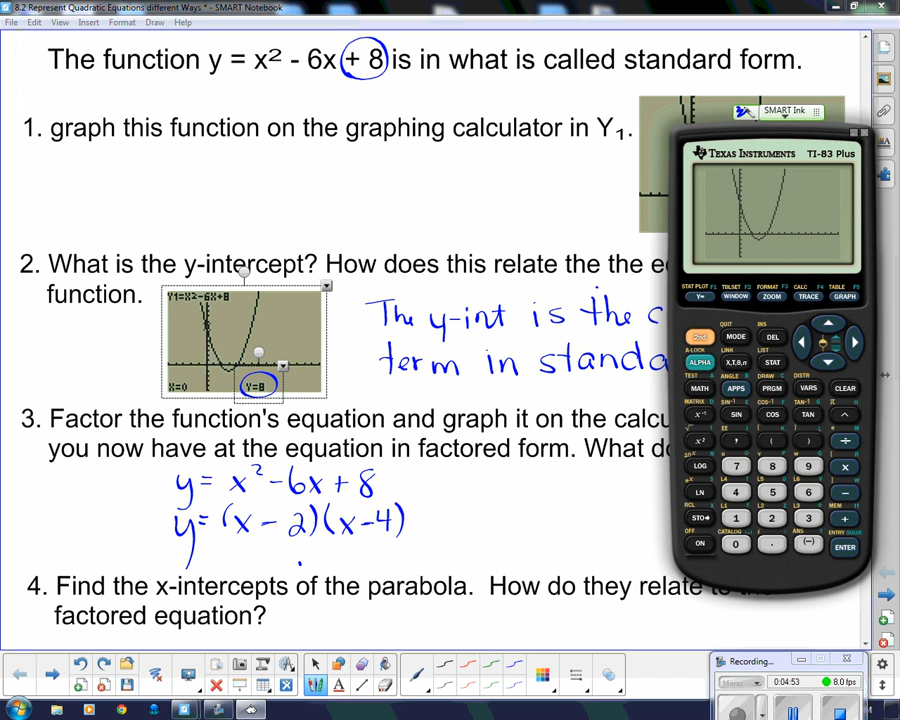 8.2 Represent Quadratic Equations different Ways * - SMART Notebook
File Edit View Insert Format Draw Help
The function y = x² - 6x + 8 is in what is called standard form.
1. graph this function on the graphing calculator in Y₁.
SMART Ink
TEXAS INSTRUMENTS TI-83 Plus
2. What is the y-intercept? How does this relate the the e
function.
Y1=X2-6X+8
X=0 Y=8
The y-int is the c
term in standa
3. Factor the function's equation and graph it on the calcu
you now have at the equation in factored form. What do
y = x² - 6x + 8
y = (x - 2)(x - 4)
4. Find the x-intercepts of the parabola. How do they relate to the
factored equation?
STAT PLOT F1 TBLSET F2 FORMAT F3 CALC F4 TABLE F5
Y= WINDOW ZOOM TRACE GRAPH
QUIT INS
2nd MODE DEL
A-LOCK LINK LIST
ALPHA X,T,θ,n STAT
TEST A ANGLE B DRAW C DISTR
MATH APPS PRGM VARS CLEAR
MATRIX D SIN⁻¹ E COS⁻¹ F TAN⁻¹ G π H
x⁻¹ SIN COS TAN ^
x² , ( ) ÷
LOG 7 8 9 ×
LN 4 5 6 −
RCL
STO➔ 1 2 3 +
OFF CATALOG ENTRY SOLVE
ON 0 . (−) ENTER
Recording...
Menu 0:04:53 8.0 fps